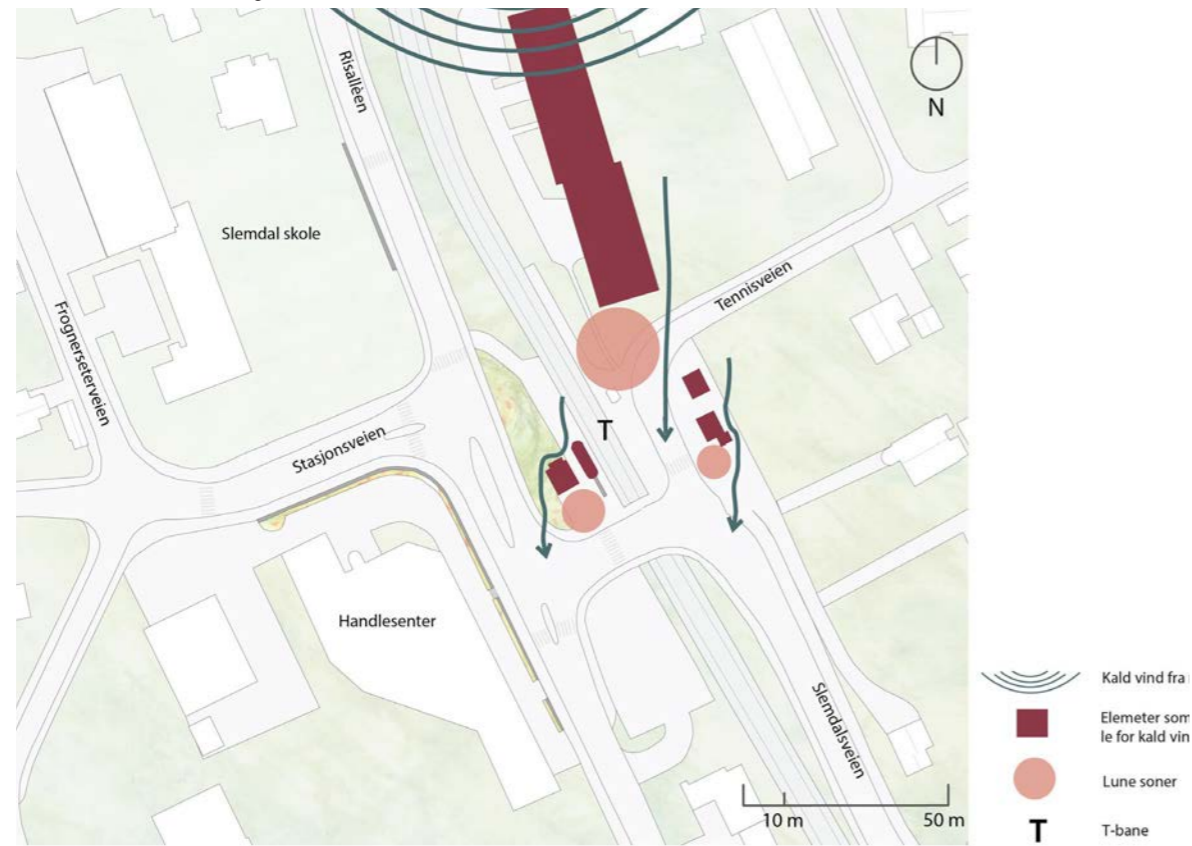 Risallèen
N
Slemdal skole
Tennisveien
Frognerseterveien
T
Stasjonsveien
Handlesenter
Slemdalsveien
10 m
50 m
Kald vind fra
Elemeter som
le for kald vin
Lune soner
T
T-bane